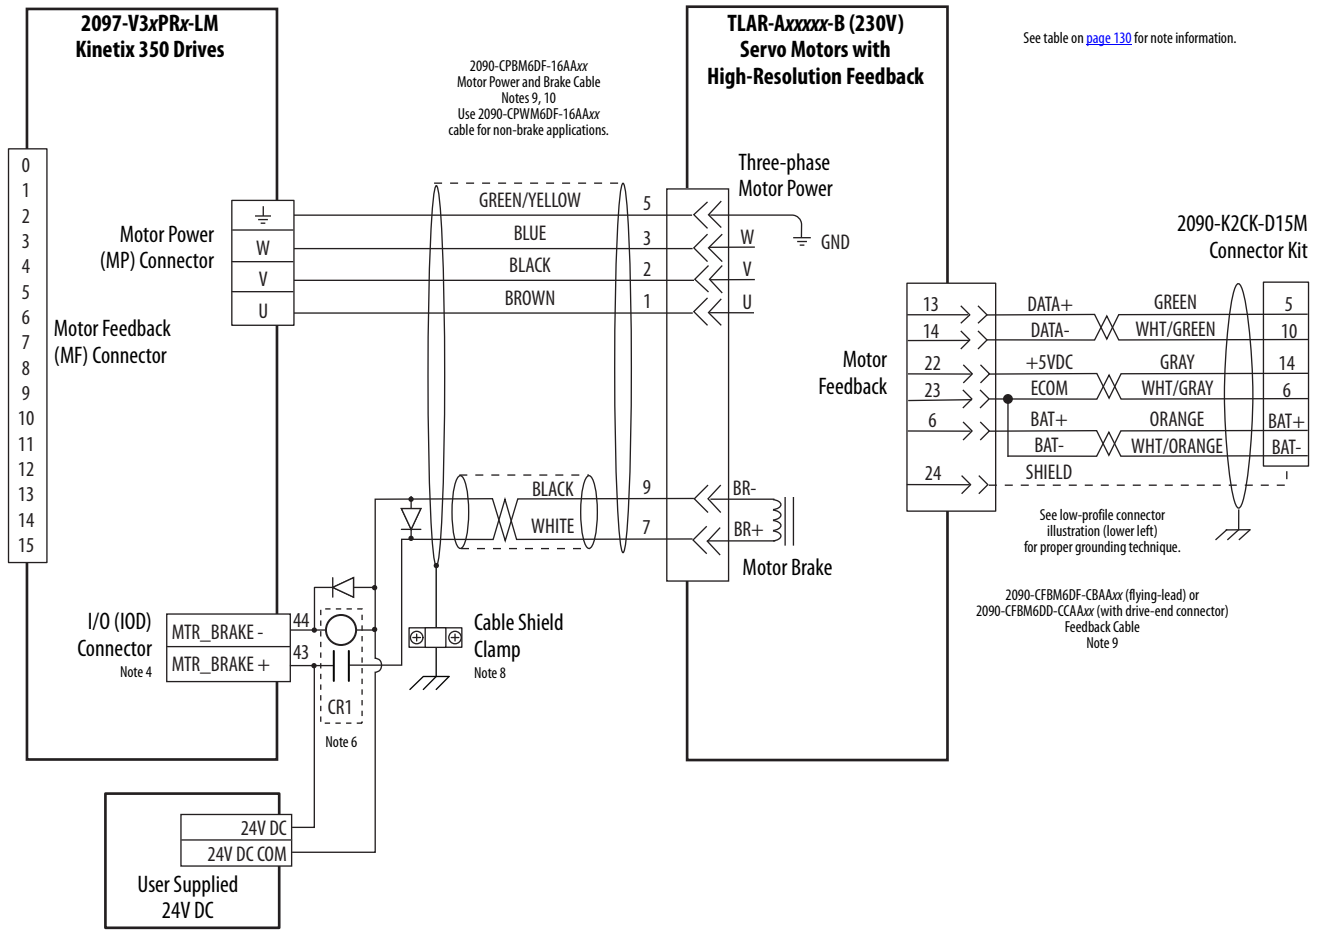 2097-V3xPRx-LM
Kinetix 350 Drives
2090-CPBM6DF-16AAxx
Motor Power and Brake Cable
Notes 9, 10
Use 2090-CPWM6DF-16AAxx
cable for non-brake applications.
TLAR-Axxxxx-B (230V)
Servo Motors with
High-Resolution Feedback
See table on page 130 for note information.
0
1
2
3
4
5
6
7
8
9
10
11
12
13
14
15
Motor Feedback
(MF) Connector
Motor Power
(MP) Connector
W
V
U
GREEN/YELLOW
BLUE
BLACK
BROWN
5
3
2
1
Three-phase
Motor Power
GND
W
V
U
Motor
Feedback
13
14
22
23
6
24
DATA+
DATA-
+5VDC
ECOM
BAT+
BAT-
SHIELD
GREEN
WHT/GREEN
GRAY
WHT/GRAY
ORANGE
WHT/ORANGE
2090-K2CK-D15M
Connector Kit
5
10
14
6
BAT+
BAT-
See low-profile connector
illustration (lower left)
for proper grounding technique.
2090-CFBM6DF-CBAAxx (flying-lead) or
2090-CFBM6DD-CCAAxx (with drive-end connector)
Feedback Cable
Note 9
BLACK
WHITE
9
7
BR-
BR+
Motor Brake
I/O (IOD)
Connector
Note 4
MTR_BRAKE -
MTR_BRAKE +
44
43
CR1
Note 6
Cable Shield
Clamp
Note 8
24V DC
24V DC COM
User Supplied
24V DC